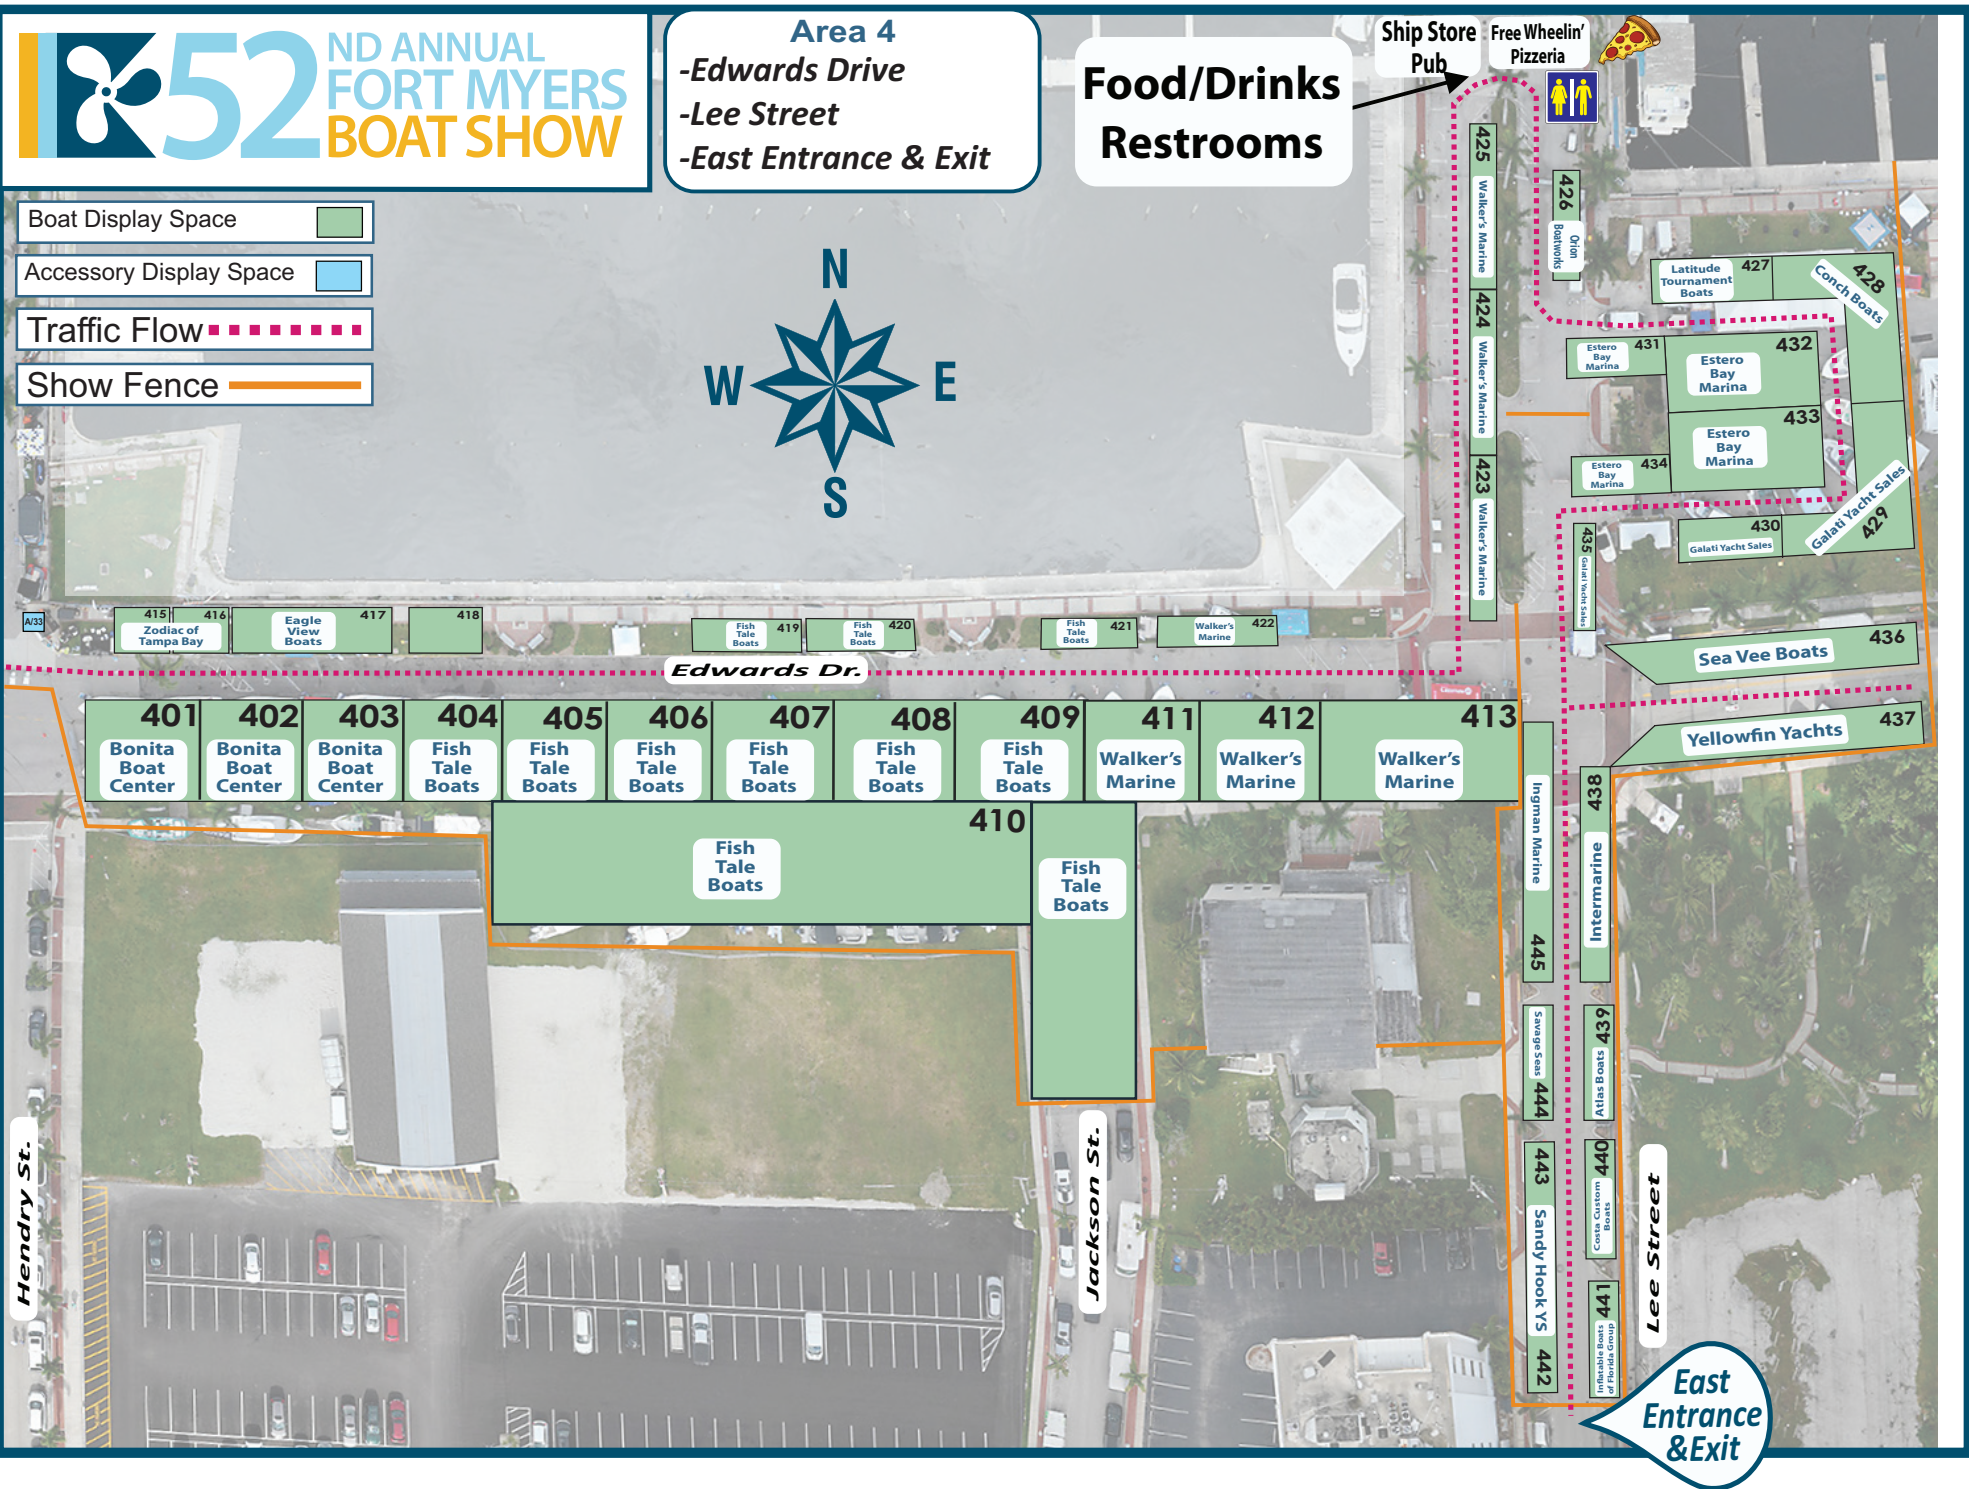 52
ND ANNUAL
FORT MYERS
BOAT SHOW
Area 4
-Edwards Drive
-Lee Street
-East Entrance & Exit
Food/Drinks
Restrooms
Ship Store
Pub
Free Wheelin'
Pizzeria
Boat Display Space
Accessory Display Space
Traffic Flow
Show Fence
N
W
E
S
425
Walker's Marine
424
Walker's Marine
423
Walker's Marine
426
Orion
Boatworks
Latitude
Tournament
Boats
427
428
Conch Boats
431
Estero
Bay
Marina
432
Estero
Bay
Marina
433
Estero
Bay
Marina
434
Estero
Bay
Marina
430
Galati Yacht Sales
Galati Yacht Sales
429
435
Galati Yacht Sales
436
Sea Vee Boats
437
Yellowfin Yachts
A/33
415
416
Zodiac of
Tampa Bay
417
Eagle
View
Boats
418
419
Fish
Tale
Boats
420
Fish
Tale
Boats
421
Fish
Tale
Boats
422
Walker's
Marine
Edwards Dr.
401
Bonita
Boat
Center
402
Bonita
Boat
Center
403
Bonita
Boat
Center
404
Fish
Tale
Boats
405
Fish
Tale
Boats
406
Fish
Tale
Boats
407
Fish
Tale
Boats
408
Fish
Tale
Boats
409
Fish
Tale
Boats
411
Walker's
Marine
412
Walker's
Marine
413
Walker's
Marine
410
Fish
Tale
Boats
Fish
Tale
Boats
Ingman Marine
445
438
Intermarine
Savage Seas
444
439
Atlas Boats
443
Sandy Hook YS
442
440
Costa Custom
Boats
441
Inflatable Boats
of Florida Group
Hendry St.
Jackson St.
Lee Street
East
Entrance
&Exit